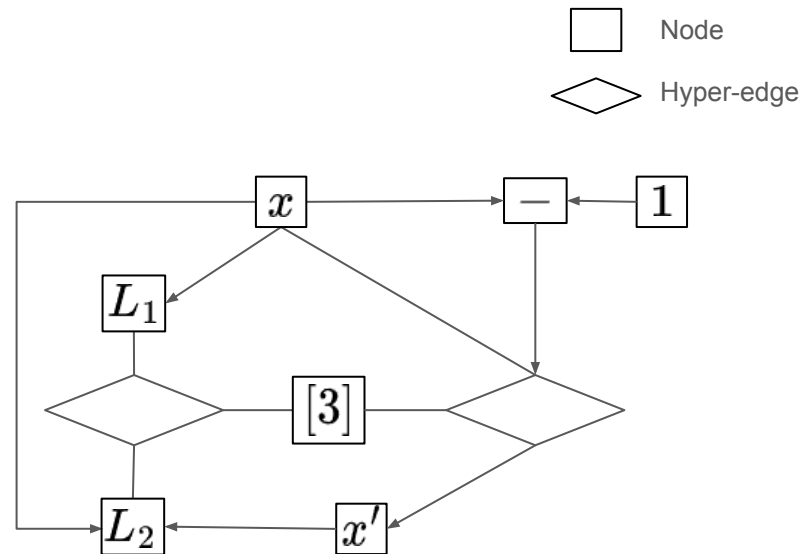 Node
Hyper-edge
x
−
1
L₁
[3]
L₂
x′